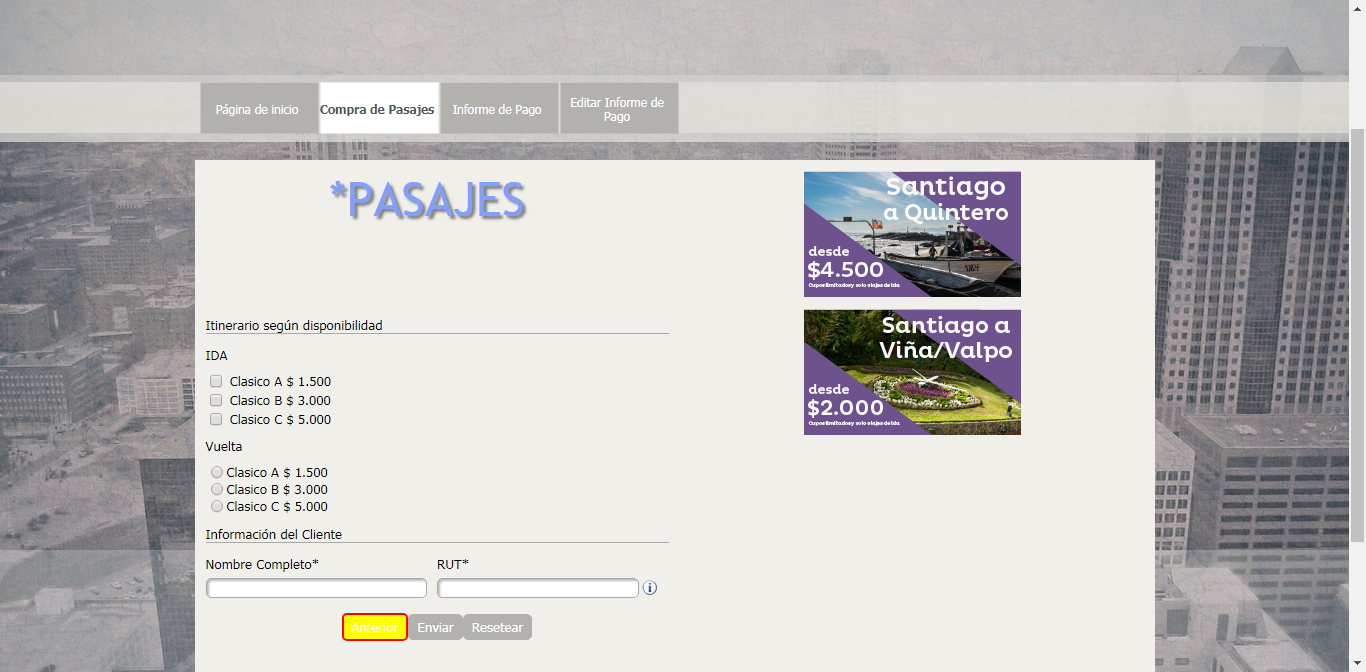 Página de inicio
Compra de Pasajes
Informe de Pago
Editar Informe de
Pago
*PASAJES
Santiago
a Quintero
desde
$4.500
Cupos limitados y solo viajes de ida
Santiago a
Viña/Valpo
desde
$2.000
Cupos limitados y solo viajes de ida
Itinerario según disponibilidad
IDA
Clasico A $ 1.500
Clasico B $ 3.000
Clasico C $ 5.000
Vuelta
Clasico A $ 1.500
Clasico B $ 3.000
Clasico C $ 5.000
Información del Cliente
Nombre Completo* RUT*
Anterior Enviar Resetear